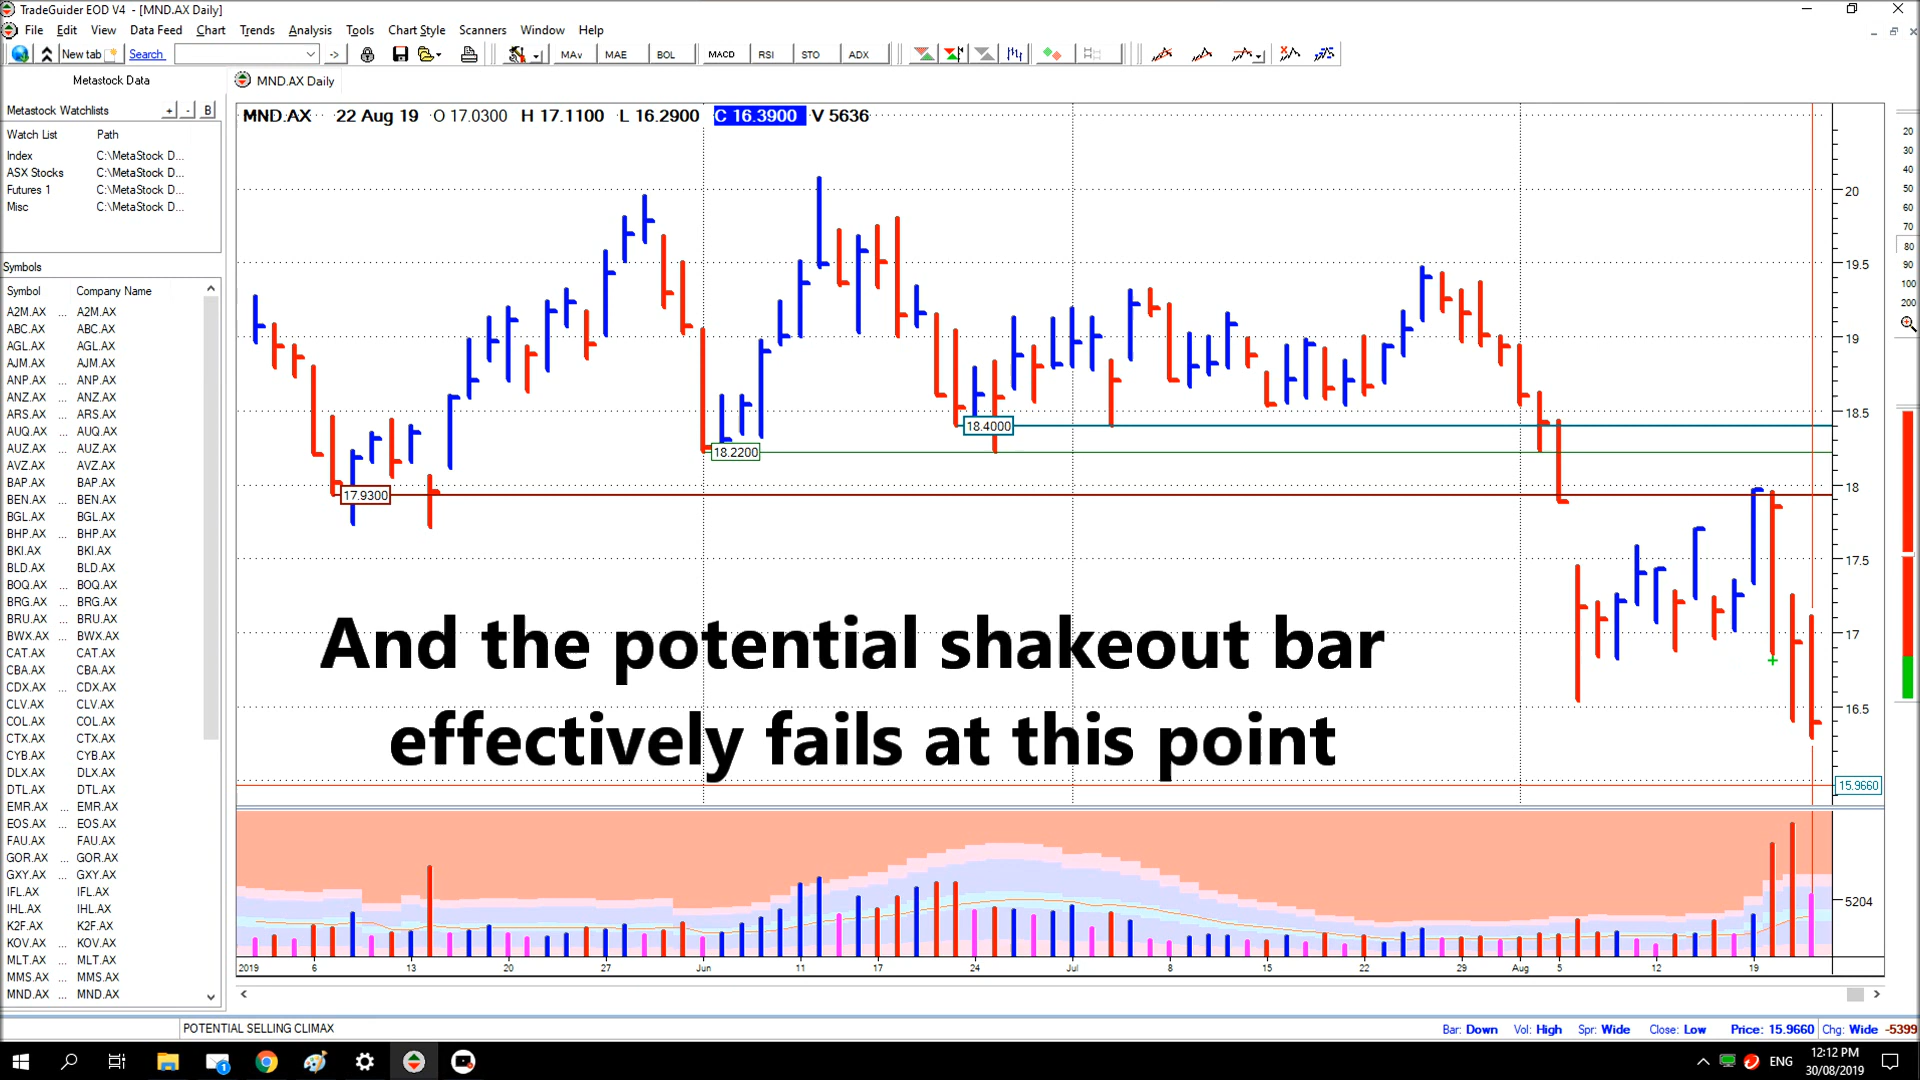 TradeGuider EOD V4 - [MND.AX Daily]
File Edit View Data Feed Chart Trends Analysis Tools Chart Style Scanners Window Help
New tab Search -> MAv MAE BOL MACD RSI STO ADX
Metastock Data
MND.AX Daily
Metastock Watchlists + - B
Watch List Path
Index C:\MetaStock D...
ASX Stocks C:\MetaStock D...
Futures 1 C:\MetaStock D...
Misc C:\MetaStock D...
Symbols
Symbol Company Name
A2M.AX ... A2M.AX
ABC.AX ABC.AX
AGL.AX AGL.AX
AJM.AX AJM.AX
ANP.AX ... ANP.AX
ANZ.AX ... ANZ.AX
ARS.AX ... ARS.AX
AUQ.AX ... AUQ.AX
AUZ.AX ... AUZ.AX
AVZ.AX ... AVZ.AX
BAP.AX BAP.AX
BEN.AX ... BEN.AX
BGL.AX ... BGL.AX
BHP.AX ... BHP.AX
BKI.AX BKI.AX
BLD.AX BLD.AX
BOQ.AX ... BOQ.AX
BRG.AX ... BRG.AX
BRU.AX ... BRU.AX
BWX.AX ... BWX.AX
CAT.AX CAT.AX
CBA.AX CBA.AX
CDX.AX ... CDX.AX
CLV.AX CLV.AX
COL.AX COL.AX
CTX.AX CTX.AX
CYB.AX CYB.AX
DLX.AX DLX.AX
DTL.AX DTL.AX
EMR.AX ... EMR.AX
EOS.AX EOS.AX
FAU.AX FAU.AX
GOR.AX ... GOR.AX
GXY.AX ... GXY.AX
IFL.AX IFL.AX
IHL.AX IHL.AX
K2F.AX K2F.AX
KOV.AX ... KOV.AX
MLT.AX ... MLT.AX
MMS.AX ... MMS.AX
MND.AX ... MND.AX
MND.AX 22 Aug 19 O 17.0300 H 17.1100 L 16.2900 C 16.3900 V 5636
20
19.5
19
18.5
18
17.5
17
16.5
18.4000
18.2200
17.9300
15.9660
And the potential shakeout bar
effectively fails at this point
5204
2019 6 13 20 27 Jun 11 17 24 Jul 8 15 22 29 Aug 5 12 19
20
30
40
50
60
70
80
90
100
200
POTENTIAL SELLING CLIMAX
Bar: Down Vol: High Spr: Wide Close: Low Price: 15.9660 Chg: Wide -5399
1
ENG
12:12 PM
30/08/2019